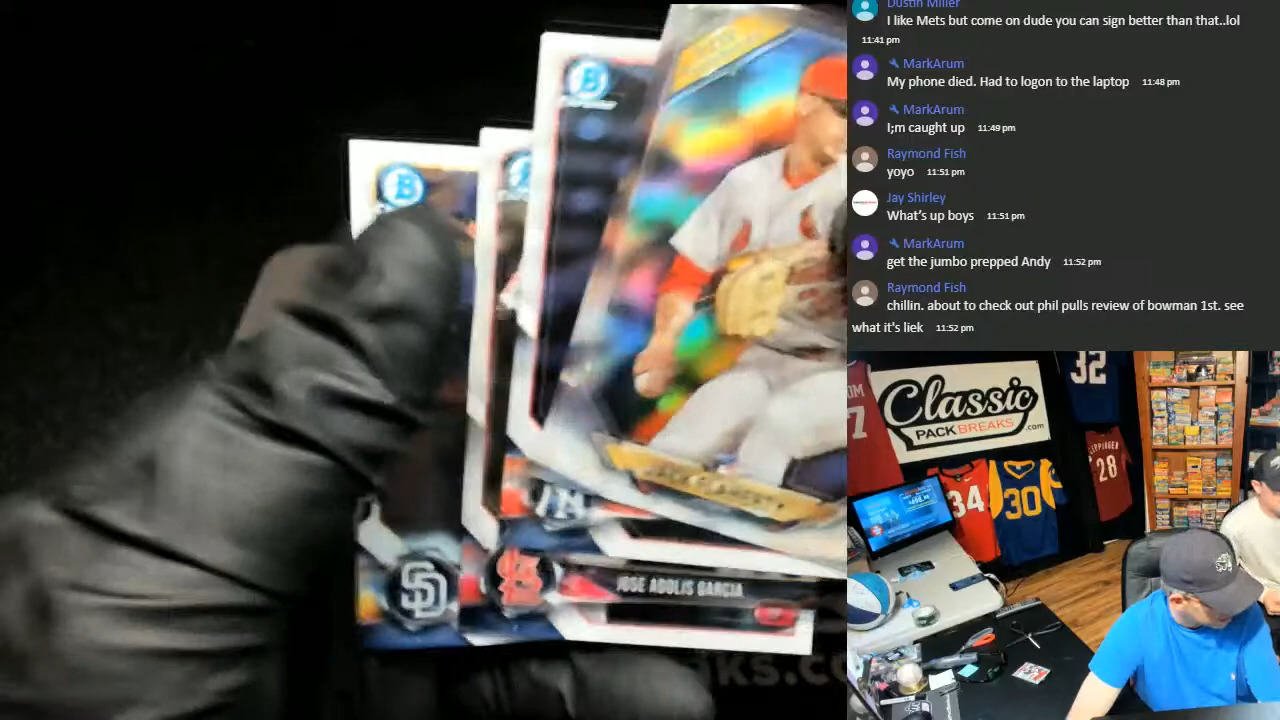 B
JOSE ADOLIS GARCIA
SD
Dustin Miller
I like Mets but come on dude you can sign better than that..lol
11:41 pm
MarkArum
My phone died. Had to logon to the laptop 11:48 pm
MarkArum
I;m caught up 11:49 pm
Raymond Fish
yoyo 11:51 pm
Jay Shirley
What's up boys 11:51 pm
MarkArum
get the jumbo prepped Andy 11:52 pm
Raymond Fish
chillin. about to check out phil pulls review of bowman 1st. see
what it's liek 11:52 pm
Classic
PACKBREAKS.com
32
7
34
30
28